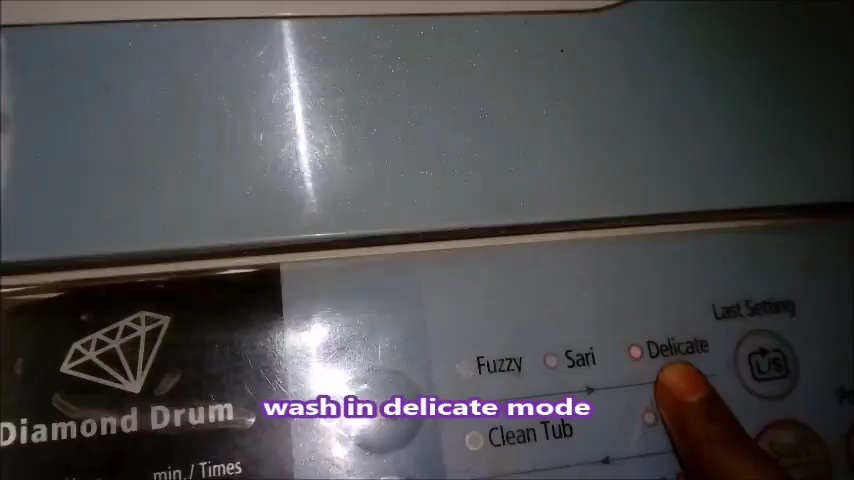 Last Setting
Fuzzy
Sari
Delicate
L/S
Diamond Drum
wash in delicate mode
Clean Tub
min./ Times